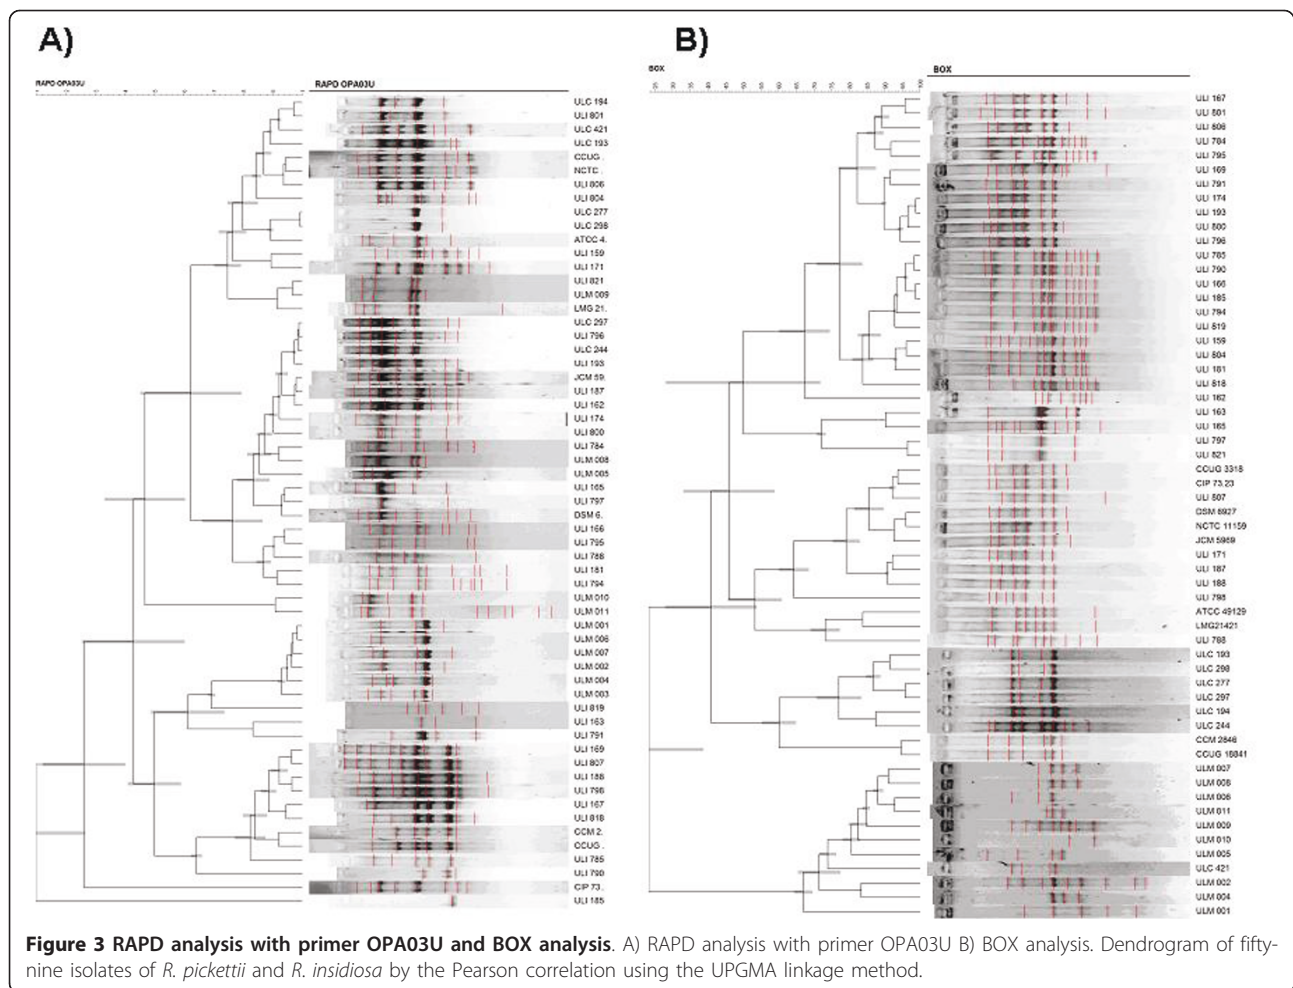 A)
B)
RAPD OPA03U
RAPD OPA03U
ULC 194
ULI 801
ULC 421
ULC 193
CCUG .
NCTC .
ULI 806
ULI 804
ULC 277
ULC 298
ATCC 4.
ULI 159
ULI 171
ULI 821
ULM 009
LMG 21.
ULC 297
ULI 796
ULC 244
ULI 193
JCM 59.
ULI 187
ULI 162
ULI 174
ULI 800
ULI 784
ULM 008
ULM 005
ULI 165
ULI 797
DSM 6.
ULI 166
ULI 795
ULI 788
ULI 181
ULI 794
ULM 010
ULM 011
ULM 001
ULM 006
ULM 007
ULM 002
ULM 004
ULM 003
ULI 819
ULI 163
ULI 791
ULI 169
ULI 807
ULI 188
ULI 798
ULI 167
ULI 818
CCM 2.
CCUG .
ULI 785
ULI 790
CIP 73.
ULI 185
BOX
BOX
ULI 167
ULI 801
ULI 806
ULI 784
ULI 795
ULI 169
ULI 791
ULI 174
ULI 193
ULI 800
ULI 796
ULI 785
ULI 790
ULI 166
ULI 185
ULI 794
ULI 819
ULI 159
ULI 804
ULI 181
ULI 818
ULI 162
ULI 163
ULI 165
ULI 797
ULI 821
CCUG 3318
CIP 73.23
ULI 807
DSM 6927
NCTC 11159
JCM 5969
ULI 171
ULI 187
ULI 188
ULI 798
ATCC 49129
LMG21421
ULI 788
ULC 193
ULC 298
ULC 277
ULC 297
ULC 194
ULC 244
CCM 2846
CCUG 18841
ULM 007
ULM 008
ULM 006
ULM 011
ULM 009
ULM 010
ULM 005
ULC 421
ULM 002
ULM 004
ULM 001
Figure 3 RAPD analysis with primer OPA03U and BOX analysis. A) RAPD analysis with primer OPA03U B) BOX analysis. Dendrogram of fifty-
nine isolates of R. pickettii and R. insidiosa by the Pearson correlation using the UPGMA linkage method.